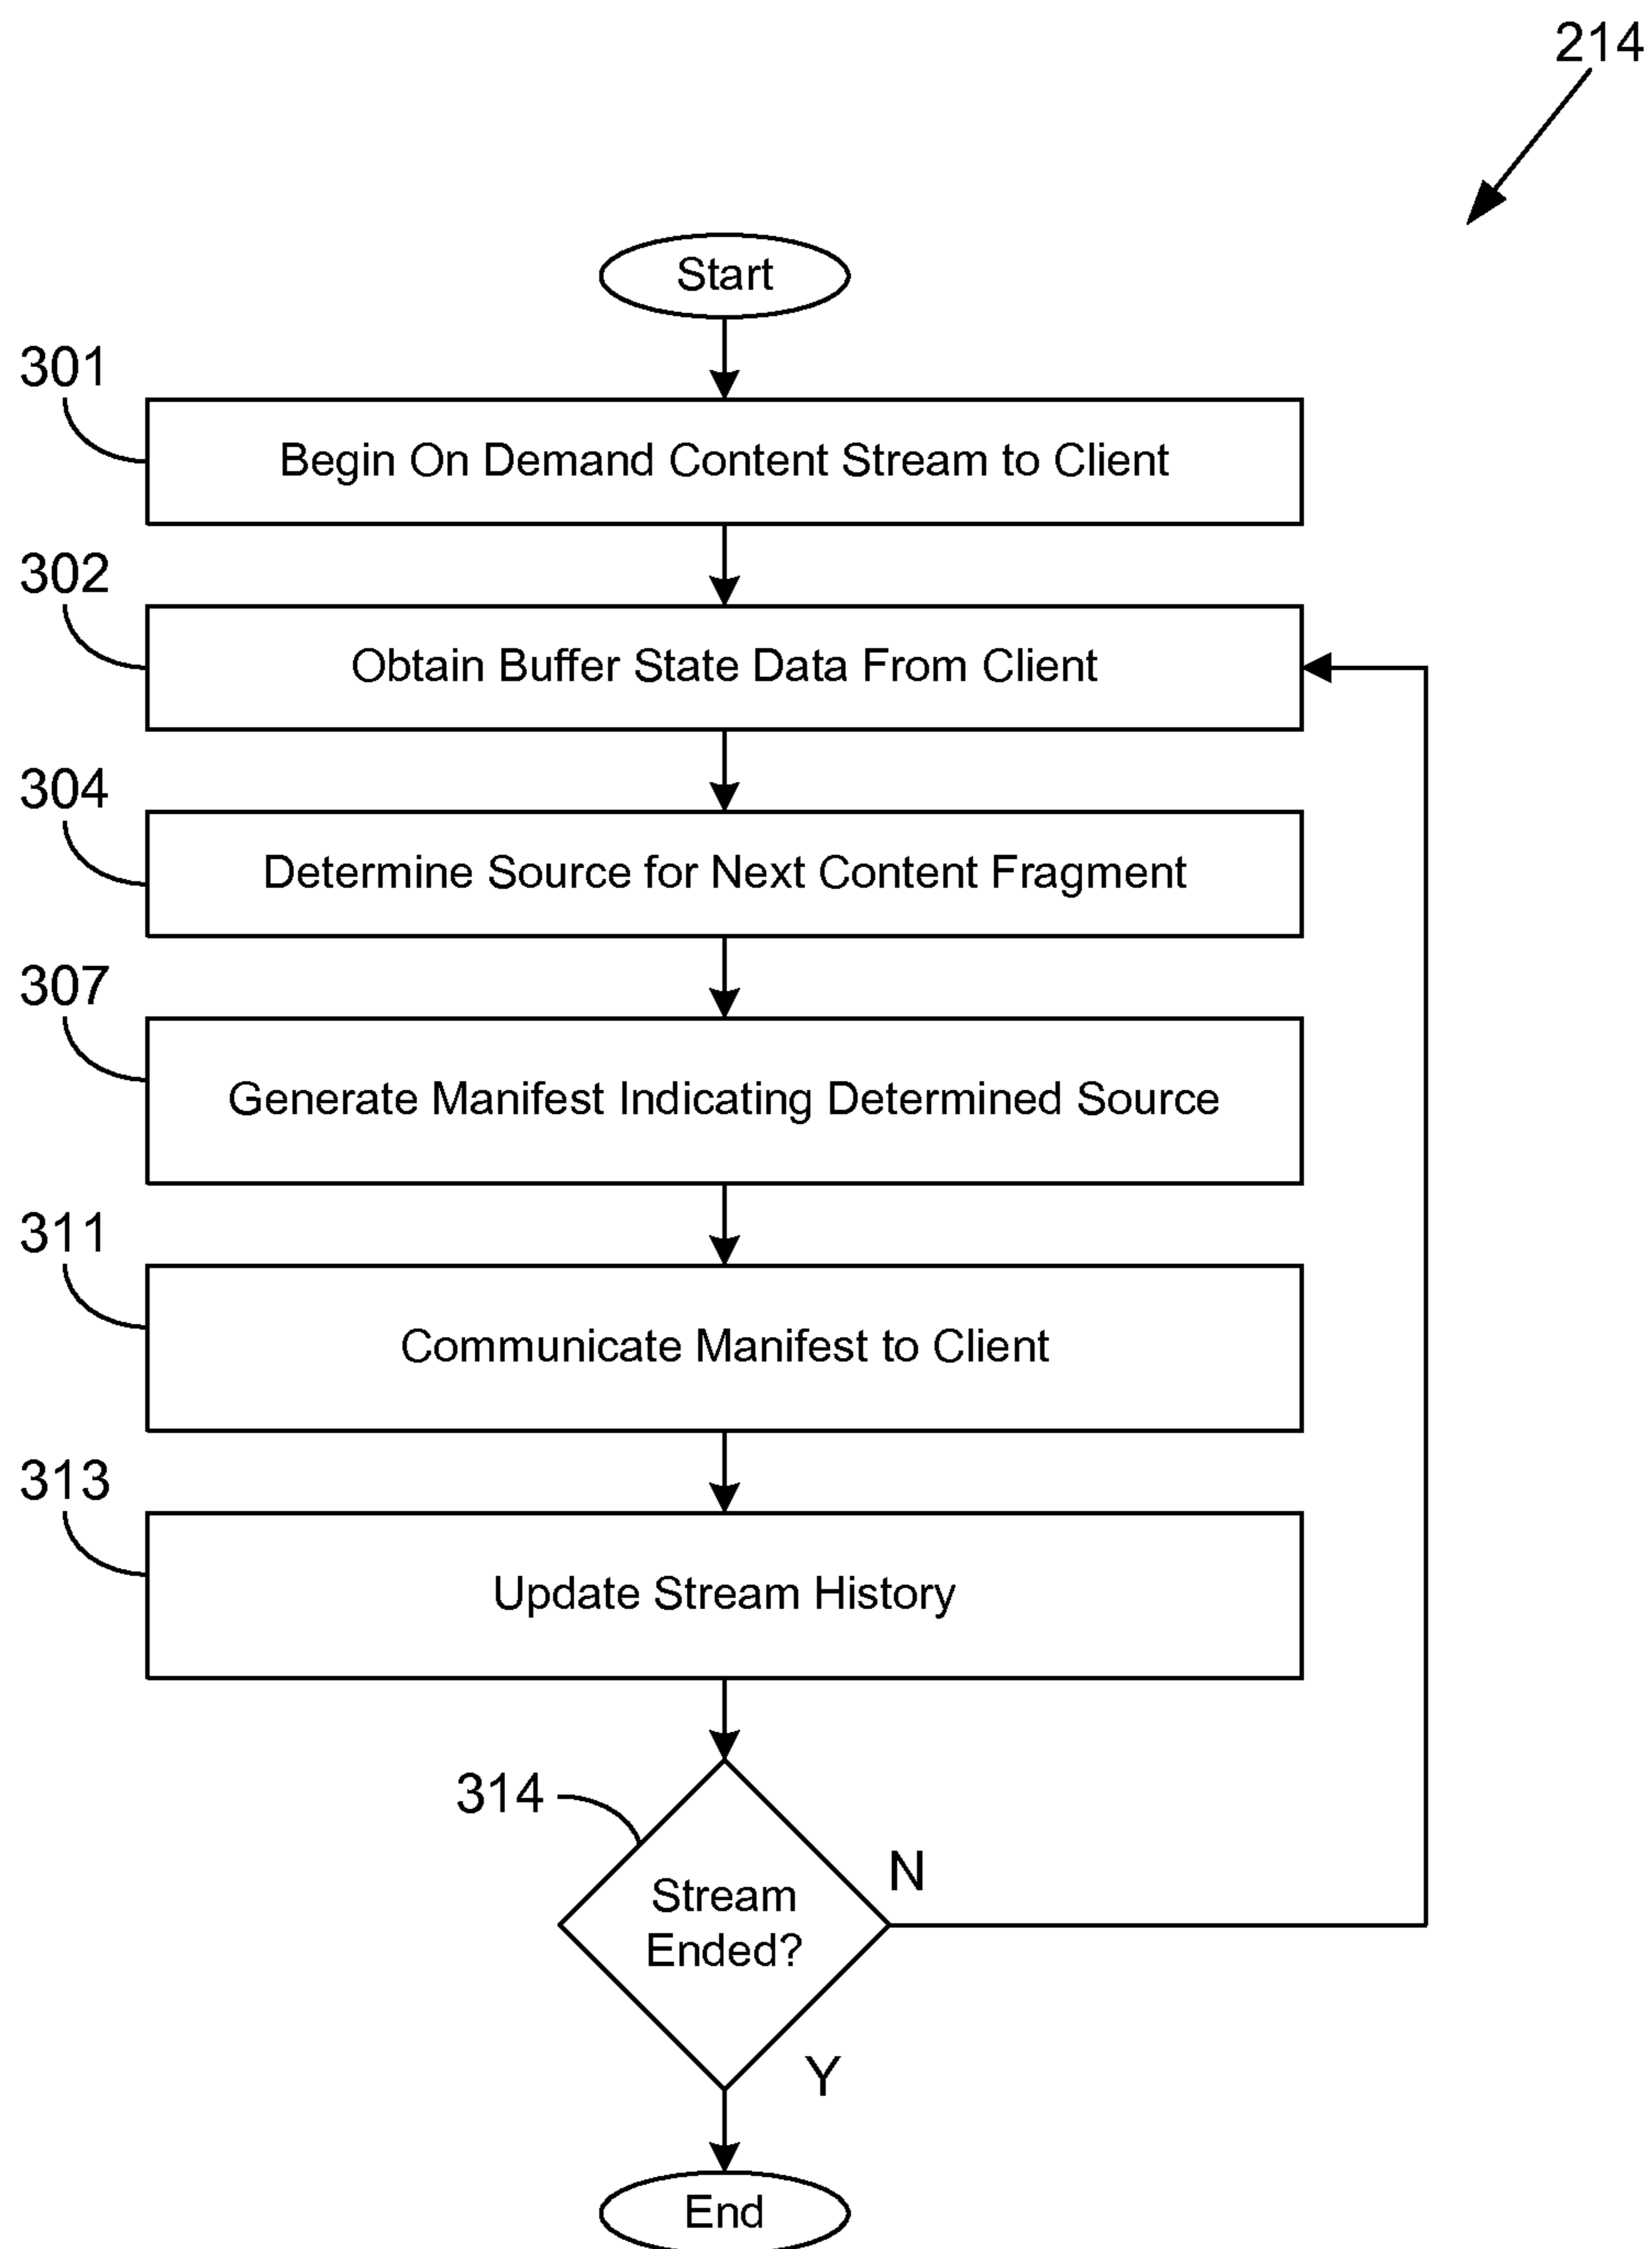 214
Start
301
Begin On Demand Content Stream to Client
302
Obtain Buffer State Data From Client
304
Determine Source for Next Content Fragment
307
Generate Manifest Indicating Determined Source
311
Communicate Manifest to Client
313
Update Stream History
314
Stream
Ended?
N
Y
End